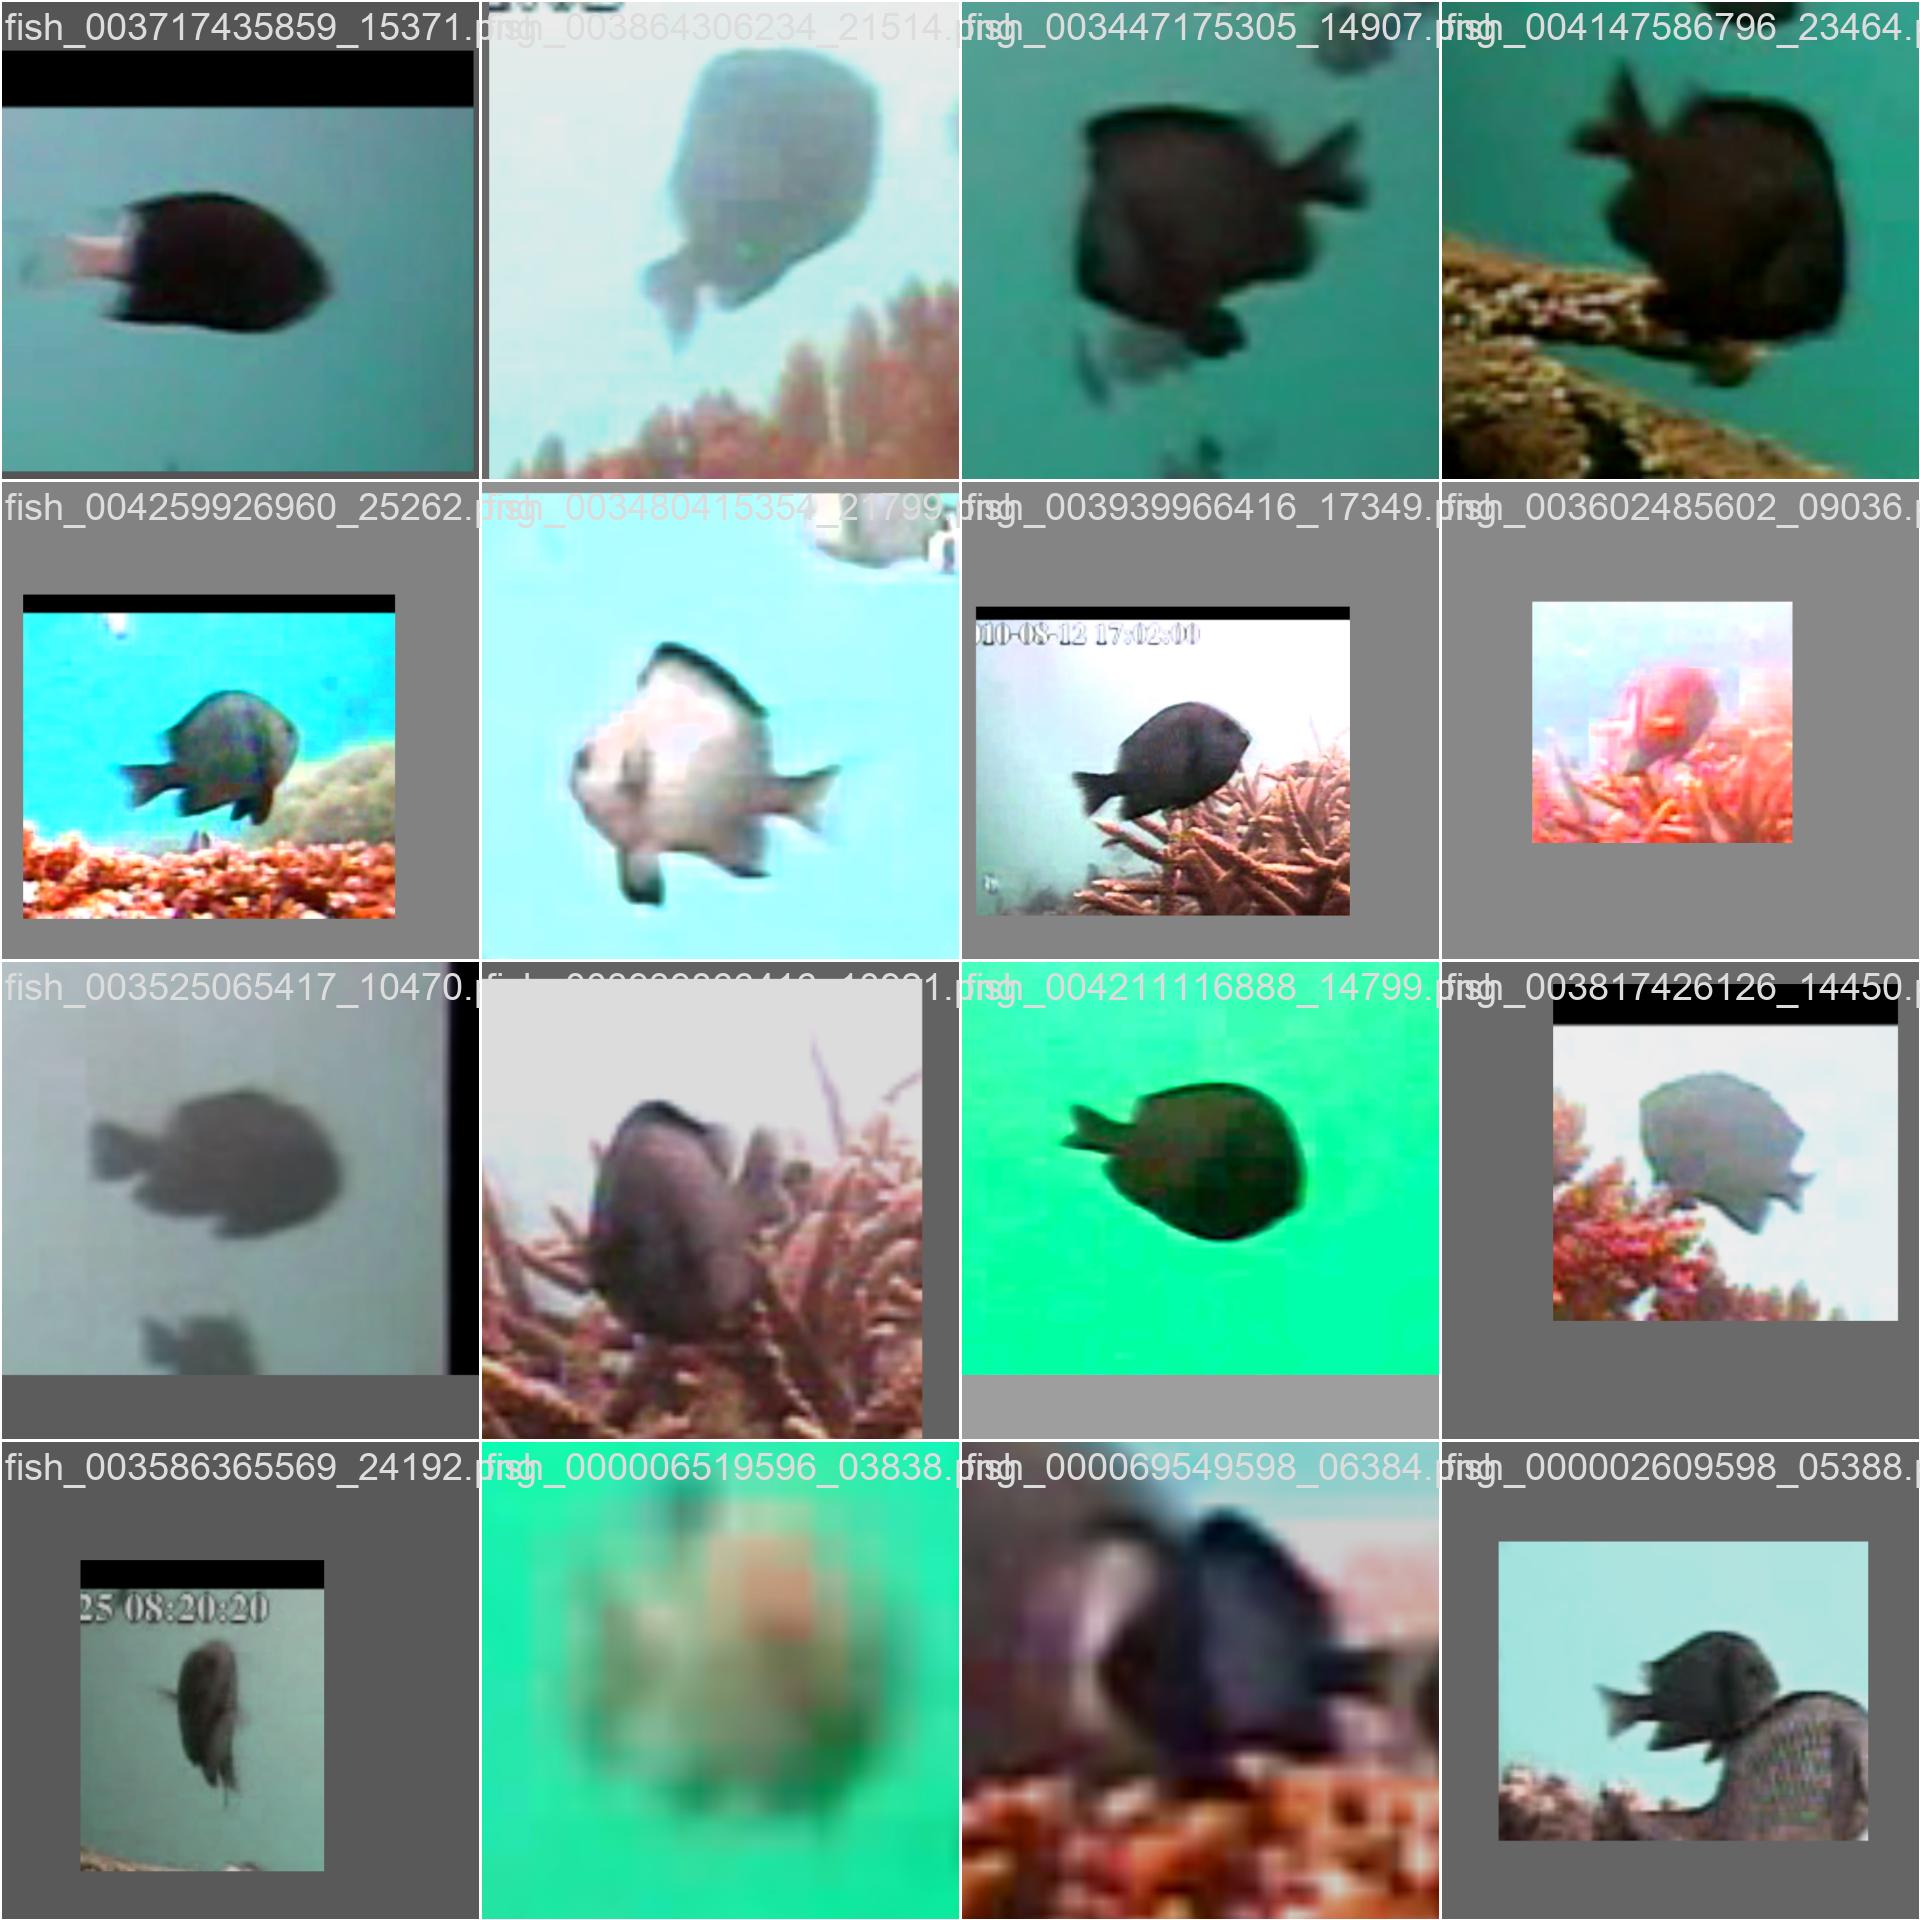 fish_003717435859_15371.png
fish_003864306234_21514.png
fish_003447175305_14907.png
fish_004147586796_23464.p
fish_004259926960_25262.png
fish_003480415354_21799.png
fish_003939966416_17349.png
fish_003602485602_09036.p
010-08-12 17:02:00
fish_003525065417_10470.p
1.png
fish_004211116888_14799.png
fish_003817426126_14450.p
fish_003586365569_24192.png
fish_000006519596_03838.png
fish_000069549598_06384.png
fish_000002609598_05388.p
25 08:20:20